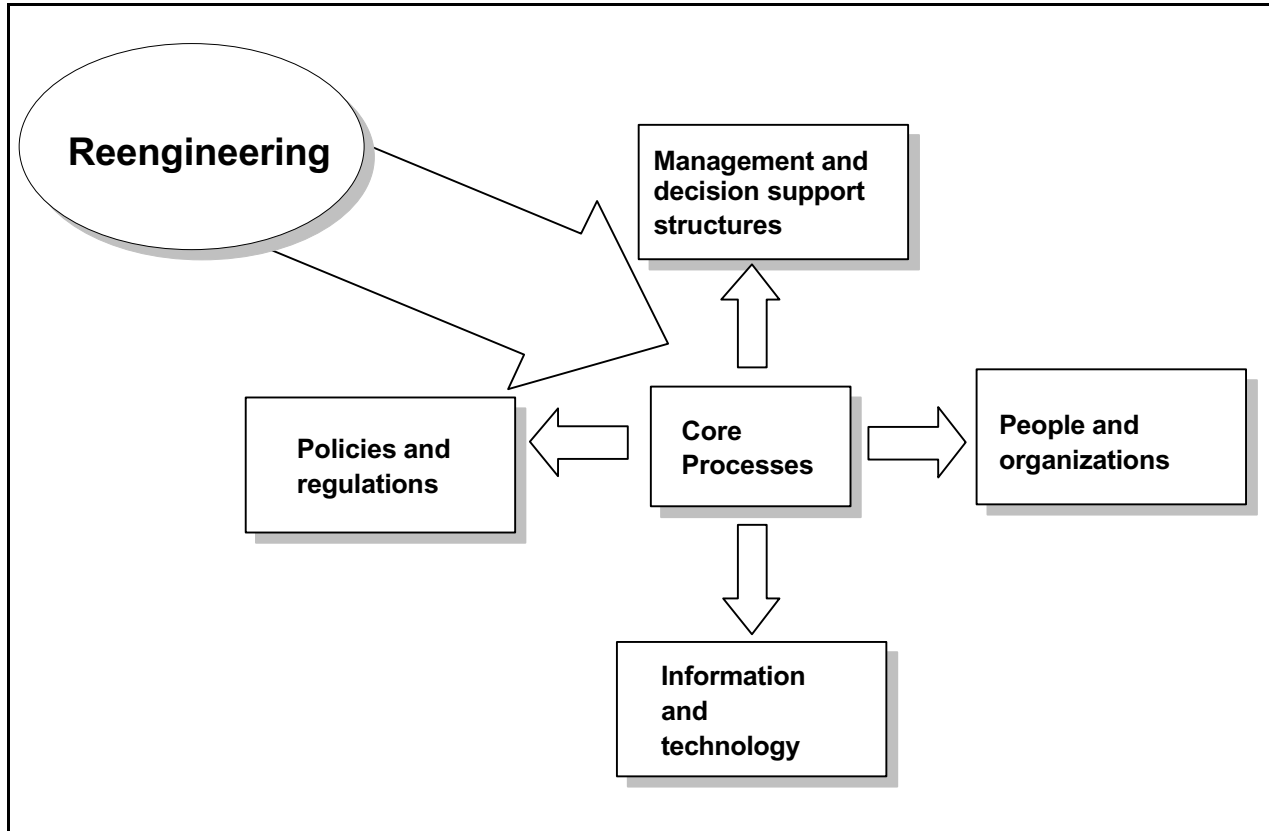 Reengineering
Management and
decision support
structures
Policies and
regulations
Core
Processes
People and
organizations
Information
and
technology